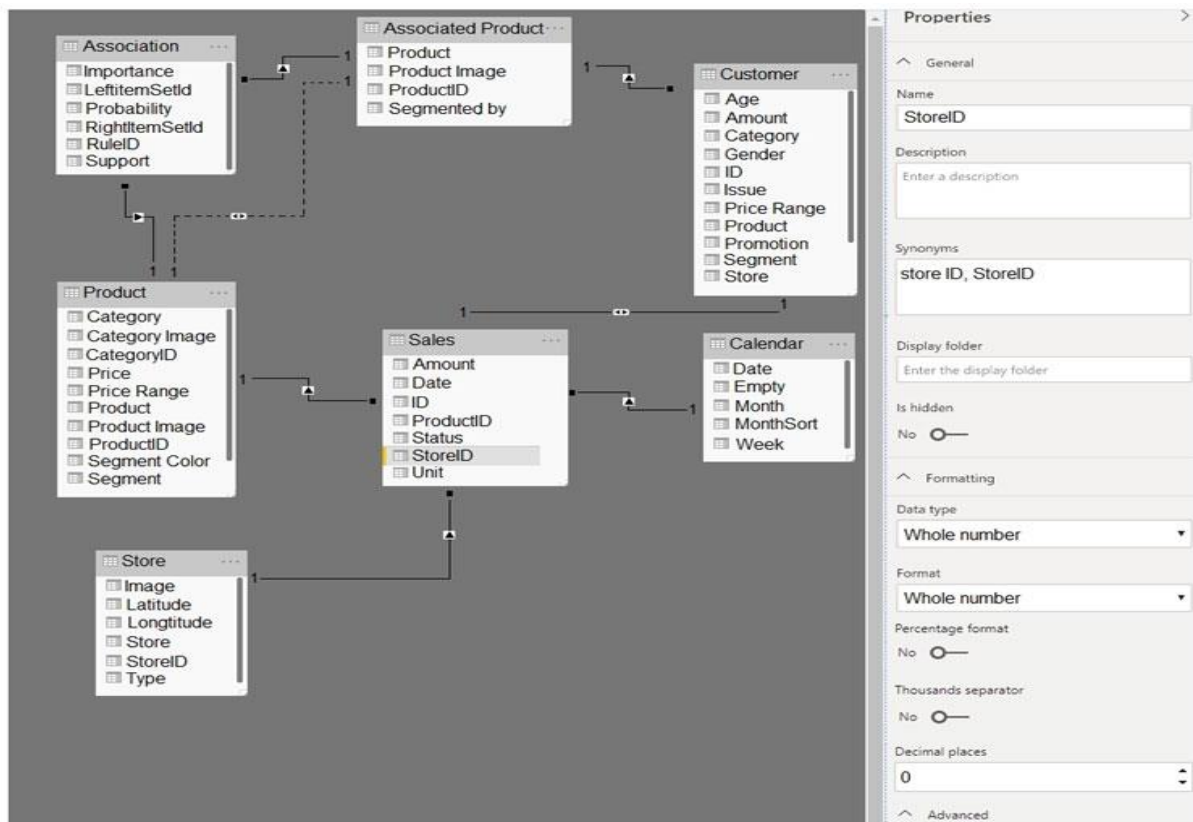 Association
Importance
LeftitemSetId
Probability
RightItemSetId
RuleID
Support
Associated Product
Product
Product Image
ProductID
Segmented by
Customer
Age
Amount
Category
Gender
ID
Issue
Price Range
Product
Promotion
Segment
Store
Product
Category
Category Image
CategoryID
Price
Price Range
Product
Product Image
ProductID
Segment Color
Segment
Sales
Amount
Date
ID
ProductID
Status
StoreID
Unit
Calendar
Date
Empty
Month
MonthSort
Week
Store
Image
Latitude
Longtitude
Store
StoreID
Type
1
1
1
1
1
1
1
1
1
1
Properties
General
Name
StoreID
Description
Enter a description
Synonyms
store ID, StoreID
Display folder
Enter the display folder
Is hidden
No
Formatting
Data type
Whole number
Format
Whole number
Percentage format
No
Thousands separator
No
Decimal places
0
Advanced